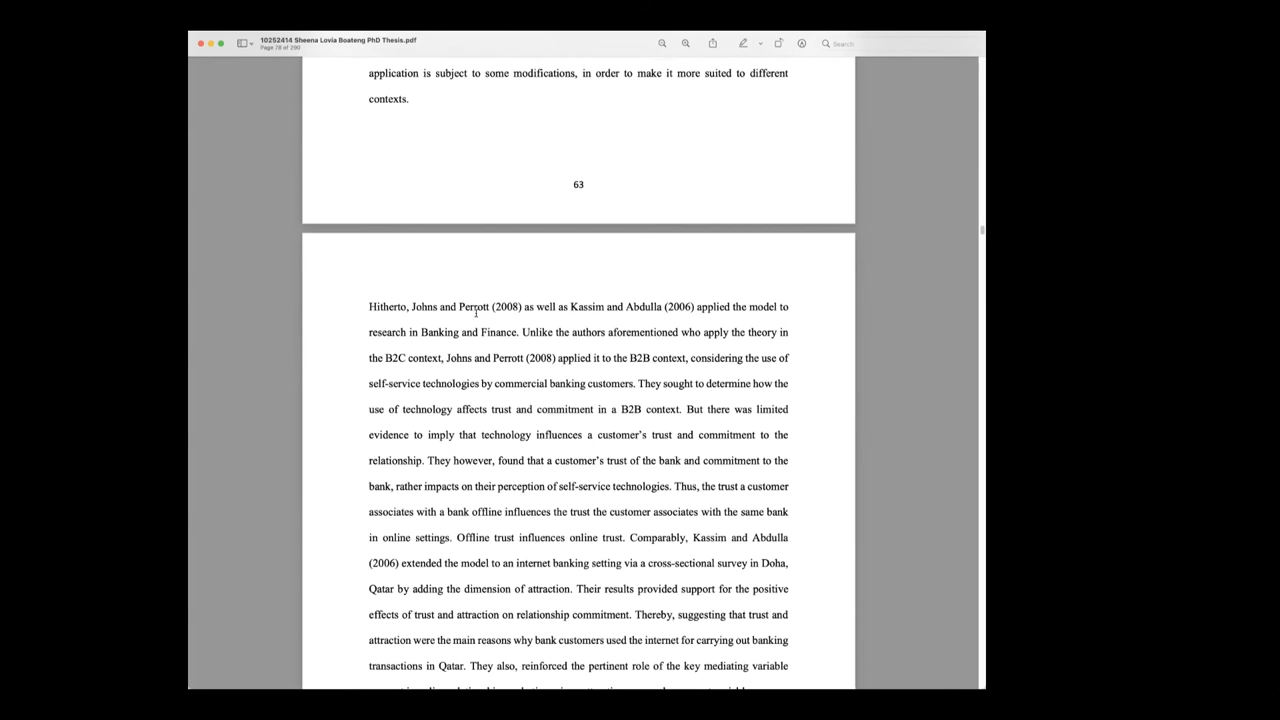 10252414 Sheena Lovia Boateng PhD Thesis.pdf
Page 78 of 290
Search
application is subject to some modifications, in order to make it more suited to different
contexts.
63
Hitherto, Johns and Perrott (2008) as well as Kassim and Abdulla (2006) applied the model to
research in Banking and Finance. Unlike the authors aforementioned who apply the theory in
the B2C context, Johns and Perrott (2008) applied it to the B2B context, considering the use of
self-service technologies by commercial banking customers. They sought to determine how the
use of technology affects trust and commitment in a B2B context. But there was limited
evidence to imply that technology influences a customer's trust and commitment to the
relationship. They however, found that a customer's trust of the bank and commitment to the
bank, rather impacts on their perception of self-service technologies. Thus, the trust a customer
associates with a bank offline influences the trust the customer associates with the same bank
in online settings. Offline trust influences online trust. Comparably, Kassim and Abdulla
(2006) extended the model to an internet banking setting via a cross-sectional survey in Doha,
Qatar by adding the dimension of attraction. Their results provided support for the positive
effects of trust and attraction on relationship commitment. Thereby, suggesting that trust and
attraction were the main reasons why bank customers used the internet for carrying out banking
transactions in Qatar. They also, reinforced the pertinent role of the key mediating variable